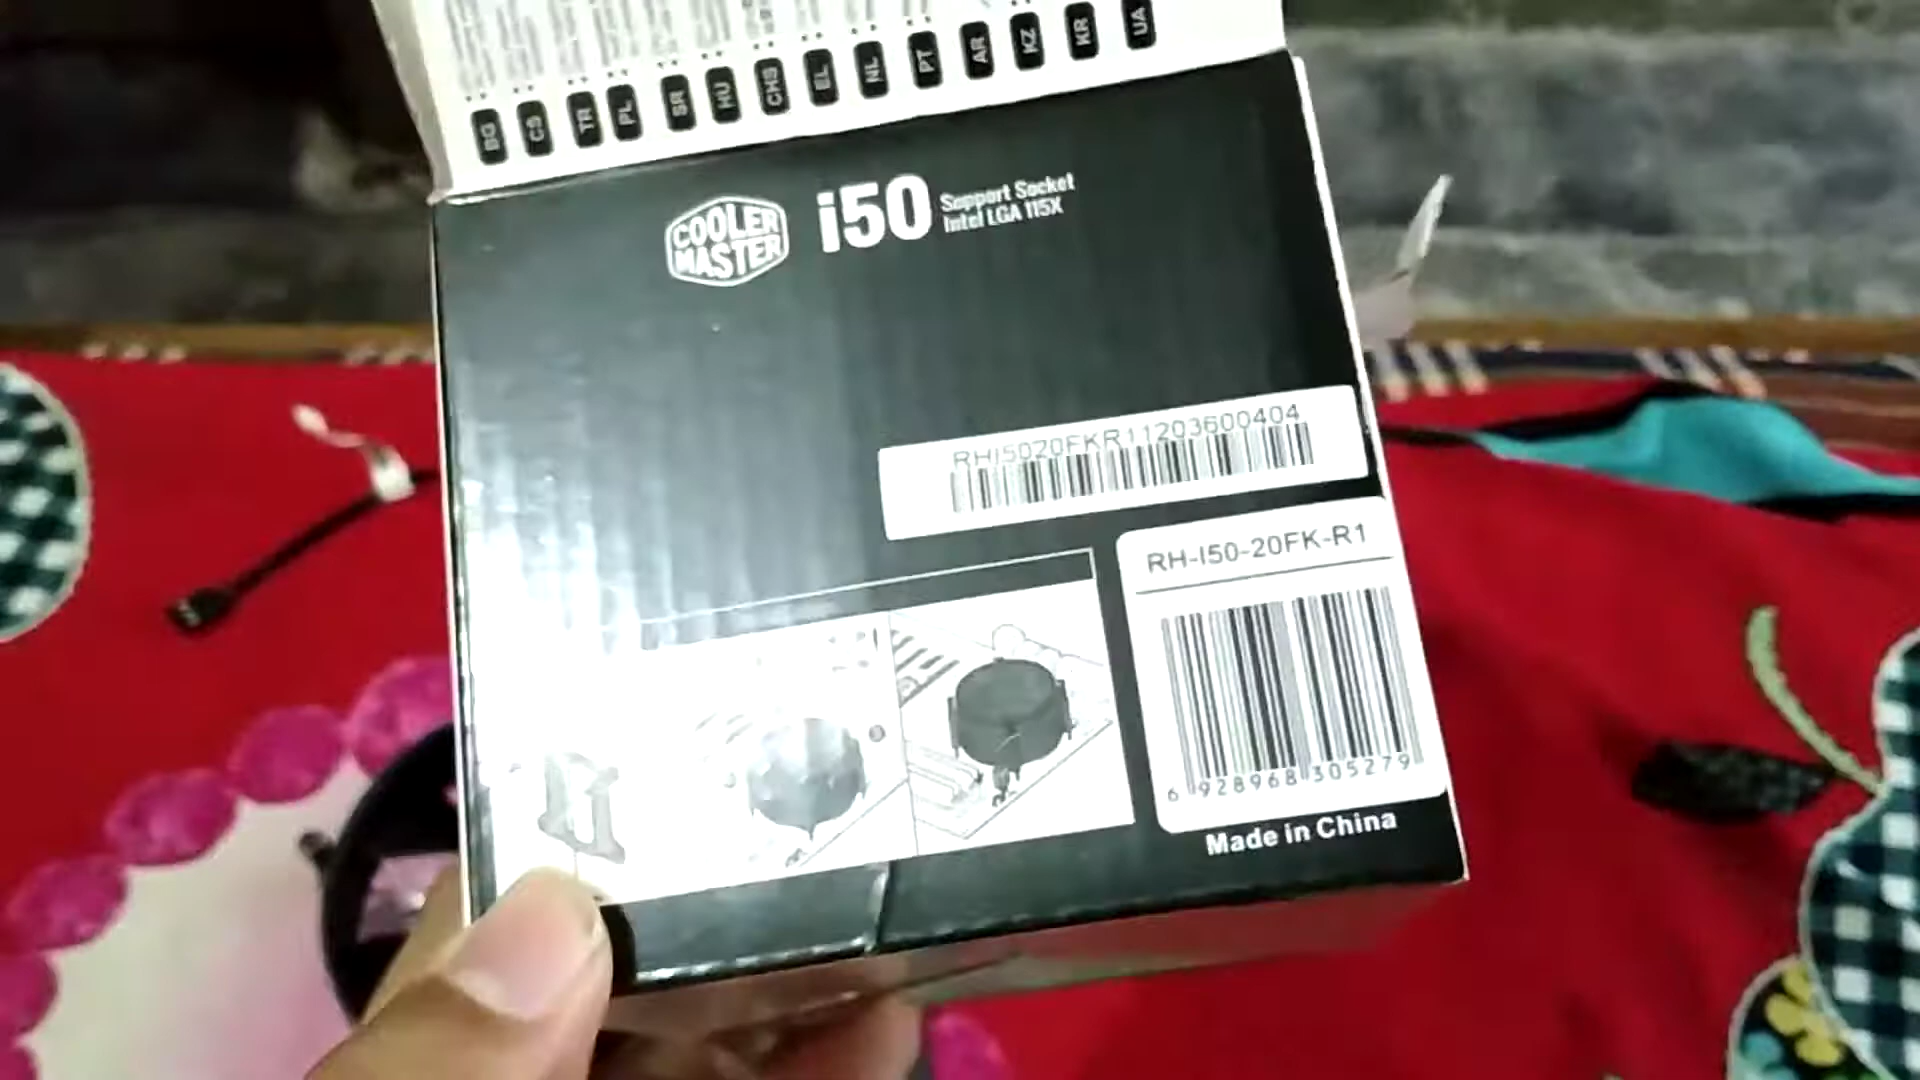 BG CS TR PL SR HU CHS EL NL PT AR KZ KR UA
COOLER
MASTER
i50
Support Socket
Intel LGA 115X
RHI5020FKR11203600404
RH-I50-20FK-R1
6 928968 305279
Made in China